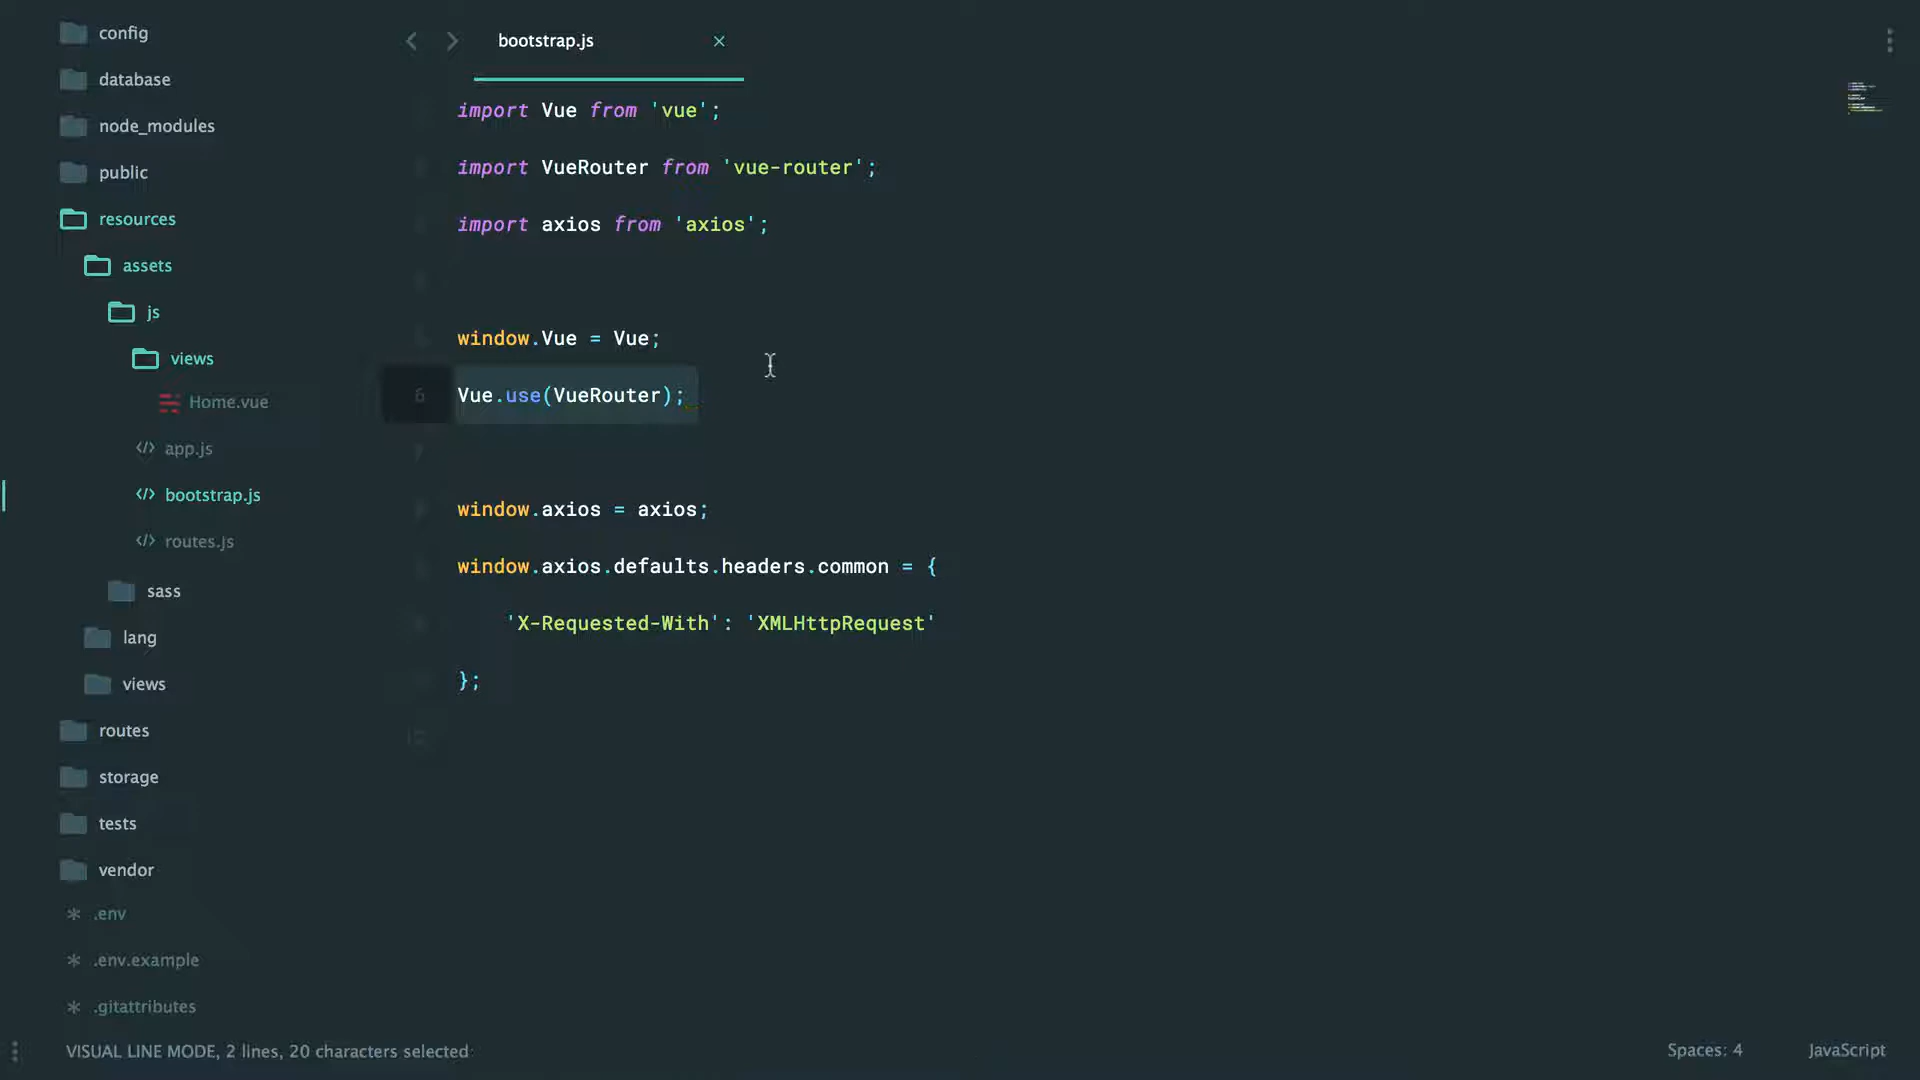 config
database
node_modules
public
resources
assets
js
views
Home.vue
app.js
bootstrap.js
routes.js
sass
lang
views
routes
storage
tests
vendor
.env
.env.example
.gitattributes
bootstrap.js
import Vue from 'vue';
import VueRouter from 'vue-router';
import axios from 'axios';
window.Vue = Vue;
6 Vue.use(VueRouter);
window.axios = axios;
window.axios.defaults.headers.common = {
'X-Requested-With': 'XMLHttpRequest'
};
12
VISUAL LINE MODE, 2 lines, 20 characters selected
Spaces: 4
JavaScript